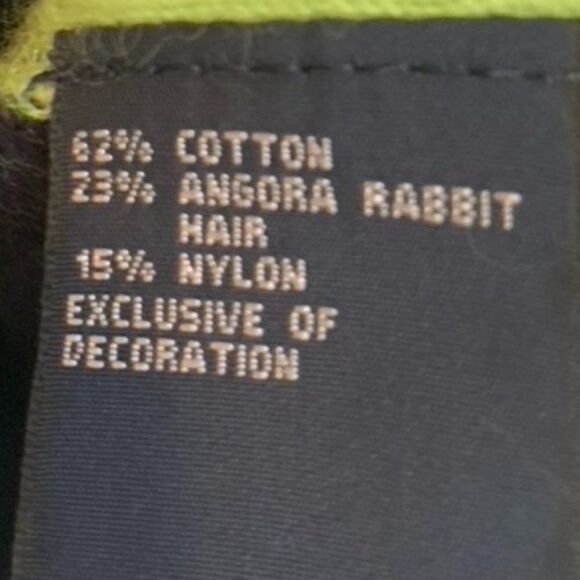 62% COTTON
23% ANGORA RABBIT
HAIR
15% NYLON
EXCLUSIVE OF
DECORATION